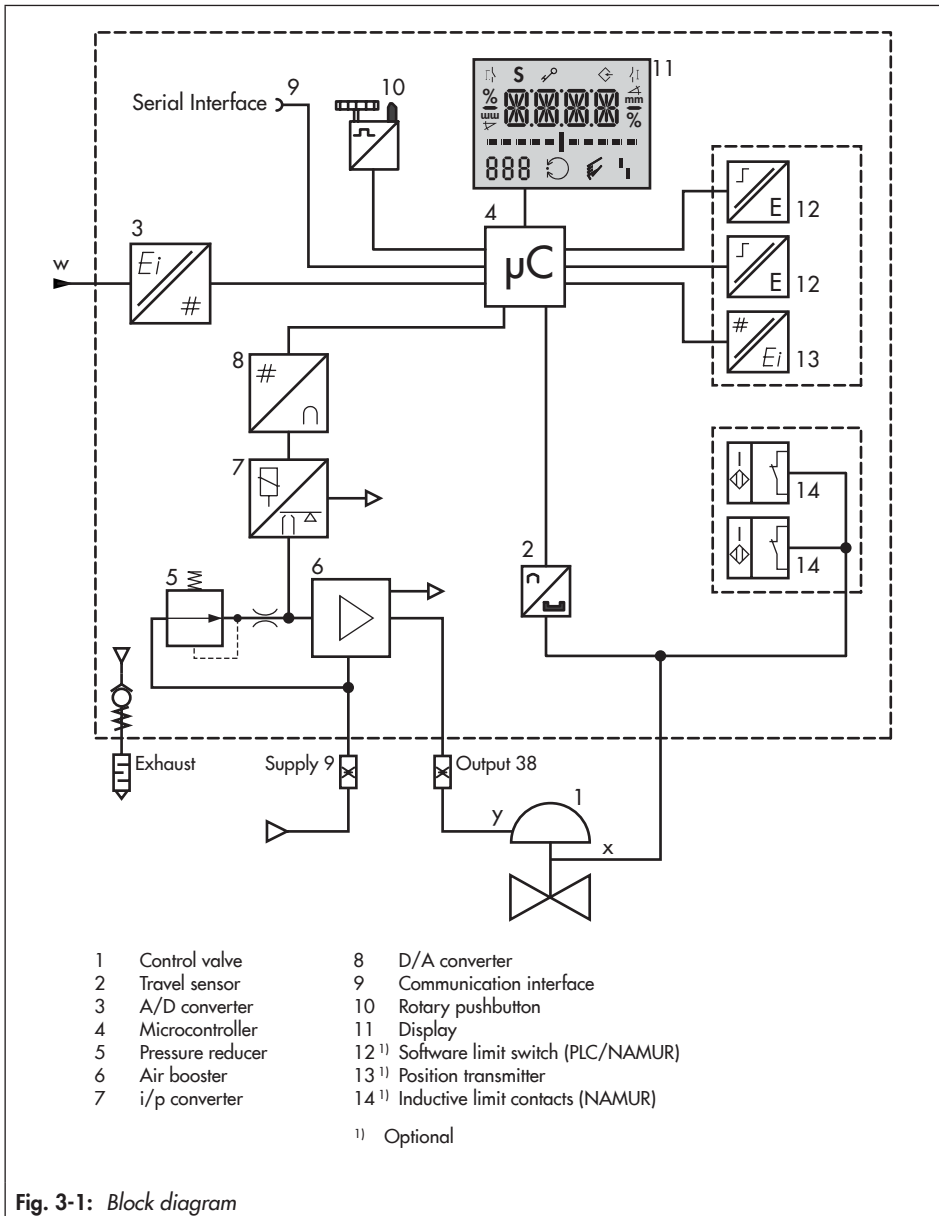 11
9
10
Serial Interface
S
%
mm
mm
%
888
4
µC
3
w
Ei
#
E 12
E 12
#
Ei 13
8
#
7
14
14
2
5
6
Exhaust
Supply 9
Output 38
1
y
x
1 Control valve
2 Travel sensor
3 A/D converter
4 Microcontroller
5 Pressure reducer
6 Air booster
7 i/p converter
8 D/A converter
9 Communication interface
10 Rotary pushbutton
11 Display
12 1) Software limit switch (PLC/NAMUR)
13 1) Position transmitter
14 1) Inductive limit contacts (NAMUR)
1) Optional
Fig. 3-1: Block diagram